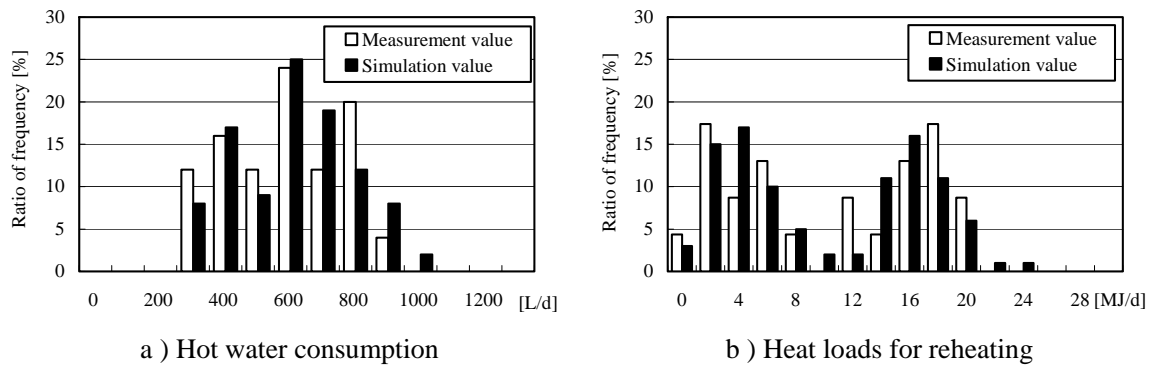 30
25
20
15
10
5
0
Ratio of frequency [%]
Measurement value
Simulation value
0 200 400 600 800 1000 1200 [L/d]
a ) Hot water consumption
30
25
20
15
10
5
0
Ratio of frequency [%]
Measurement value
Simulation value
0 4 8 12 16 20 24 28 [MJ/d]
b ) Heat loads for reheating